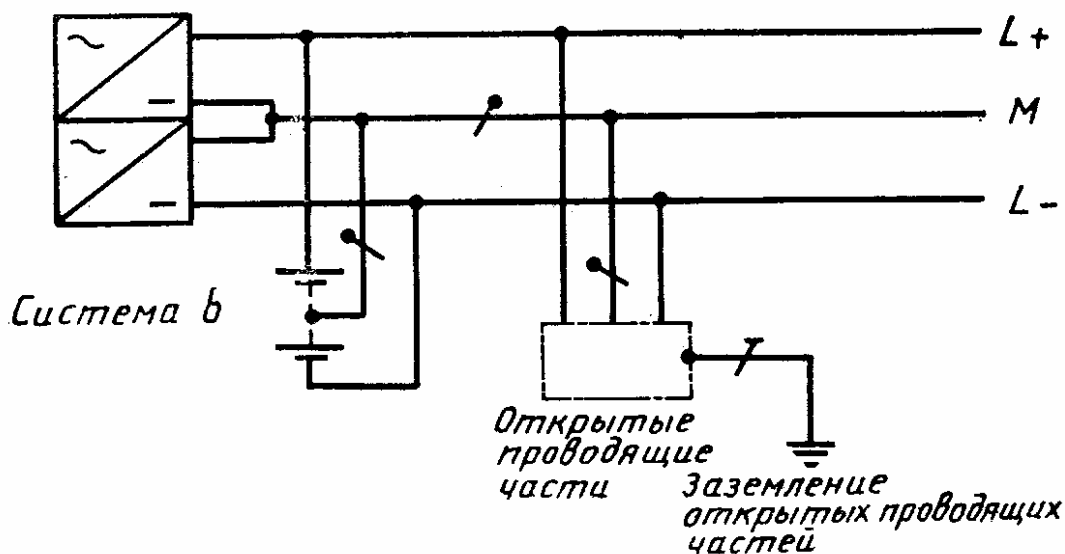 L+
M
L-
Система b
Открытые
проводящие
части
Заземление
открытых проводящих
частей